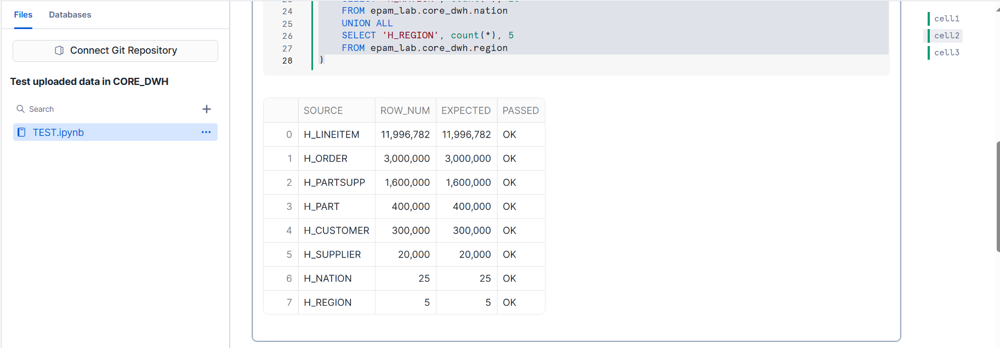 Files Databases
Connect Git Repository
Test uploaded data in CORE_DWH
Search
TEST.ipynb
24 FROM epam_lab.core_dwh.nation
25 UNION ALL
26 SELECT 'H_REGION', count(*), 5
27 FROM epam_lab.core_dwh.region
28 )
SOURCE ROW_NUM EXPECTED PASSED
0 H_LINEITEM 11,996,782 11,996,782 OK
1 H_ORDER 3,000,000 3,000,000 OK
2 H_PARTSUPP 1,600,000 1,600,000 OK
3 H_PART 400,000 400,000 OK
4 H_CUSTOMER 300,000 300,000 OK
5 H_SUPPLIER 20,000 20,000 OK
6 H_NATION 25 25 OK
7 H_REGION 5 5 OK
cell1
cell2
cell3